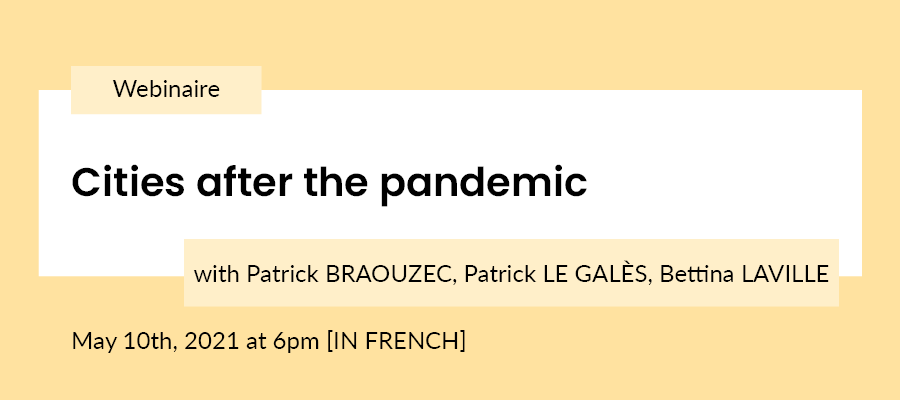 Webinaire
Cities after the pandemic
with Patrick BRAOUZEC, Patrick LE GALÈS, Bettina LAVILLE
May 10th, 2021 at 6pm [IN FRENCH]